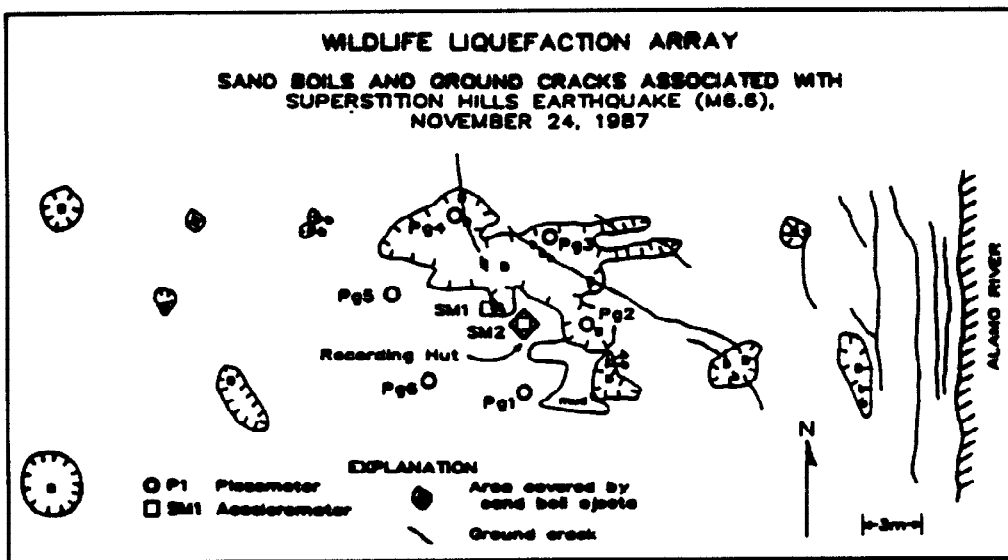 WILDLIFE LIQUEFACTION ARRAY
SAND BOILS AND GROUND CRACKS ASSOCIATED WITH
SUPERSTITION HILLS EARTHQUAKE (M6.6),
NOVEMBER 24, 1987
Pg4
Pg3
Pg5
SM1
SM2
Pg2
Recording Hut
Pg6
Pg1
mud
ALAMO RIVER
N
EXPLANATION
P1 Piezometer
SM1 Accelerometer
Area covered by
sand boil ejecta
Ground crack
3m